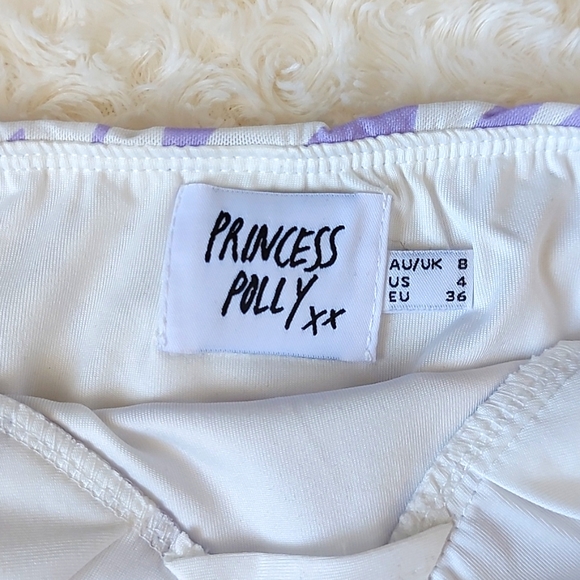 PRINCESS
POLLY xx
AU/UK 8
US 4
EU 36